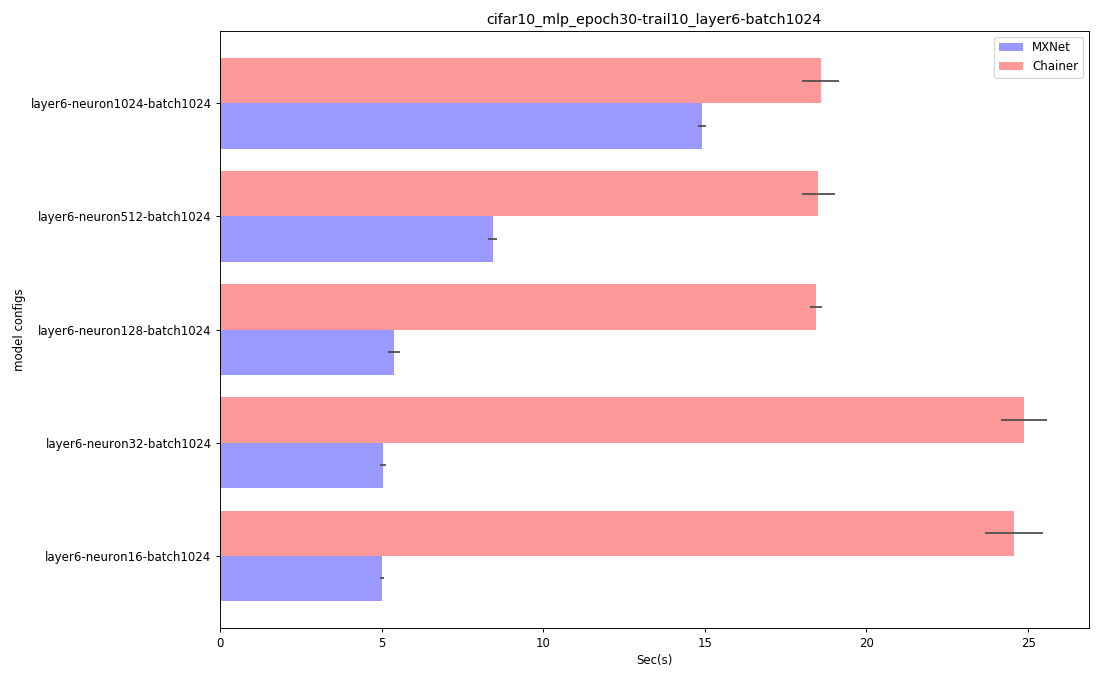 cifar10_mlp_epoch30-trail10_layer6-batch1024
MXNet
Chainer
layer6-neuron1024-batch1024
layer6-neuron512-batch1024
layer6-neuron128-batch1024
layer6-neuron32-batch1024
layer6-neuron16-batch1024
model configs
0 5 10 15 20 25
Sec(s)